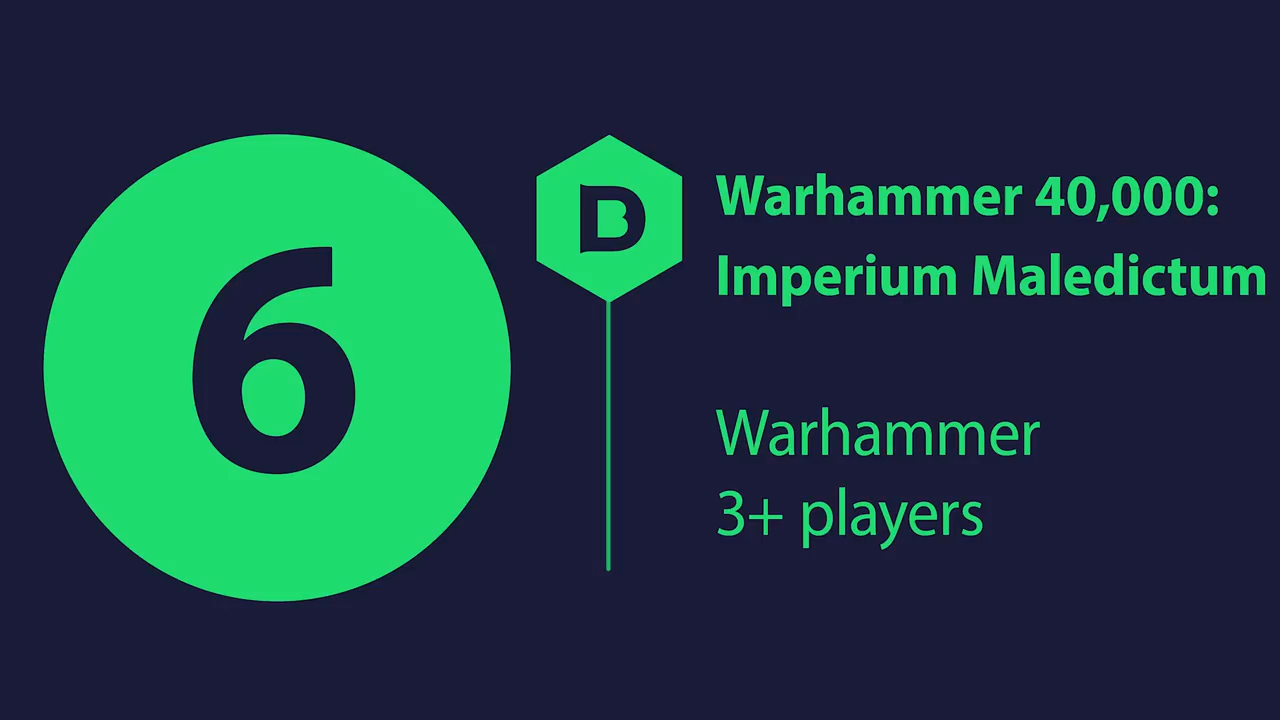 6
D
Warhammer 40,000:
Imperium Maledictum
Warhammer
3+ players